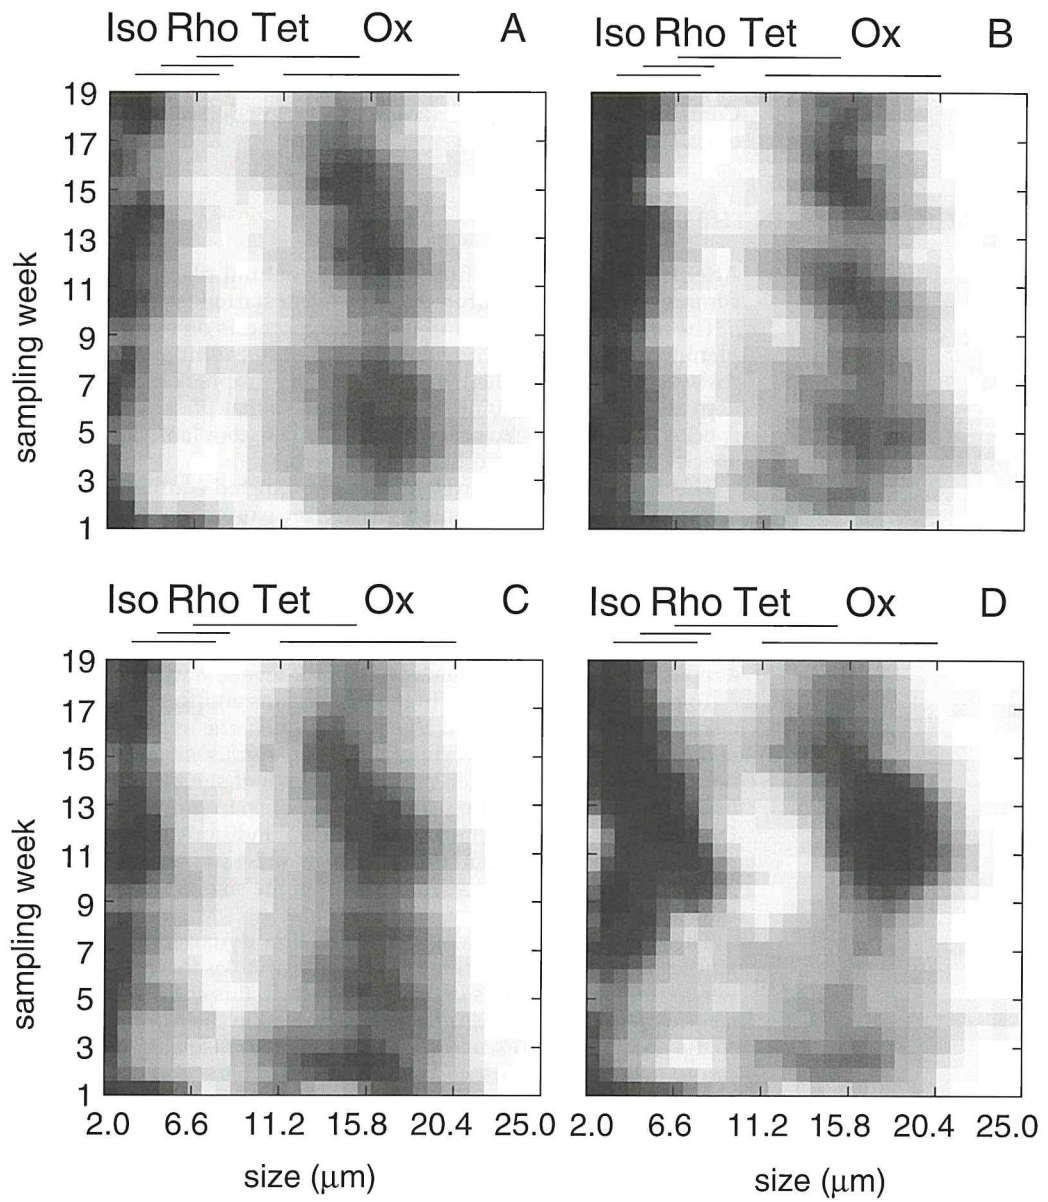 Iso Rho Tet Ox A
Iso Rho Tet Ox B
19
17
15
13
11
9
7
5
3
1
sampling week
Iso Rho Tet Ox C
Iso Rho Tet Ox D
19
17
15
13
11
9
7
5
3
1
sampling week
2.0 6.6 11.2 15.8 20.4 25.0
2.0 6.6 11.2 15.8 20.4 25.0
size (μm)
size (μm)